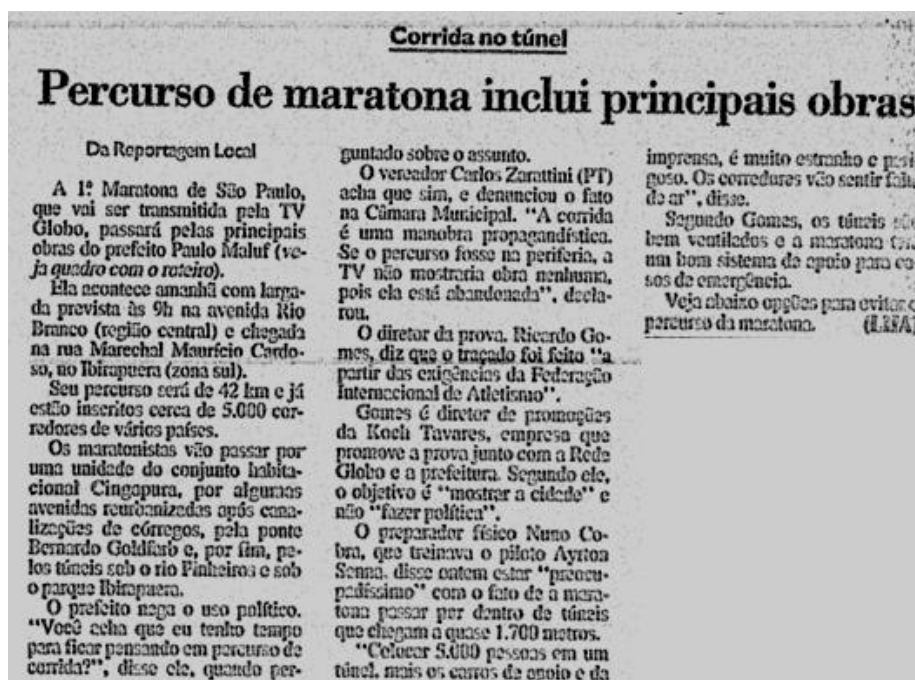 Corrida no túnel
Percurso de maratona inclui principais obras
Da Reportagem Local
A 1ª Maratona de São Paulo,
que vai ser transmitida pela TV
Globo, passará pelas principais
obras do prefeito Paulo Maluf (ve-
ja quadro com o roteiro).
Ela acontece amanhã com larga-
da prevista às 9h na avenida Rio
Branco (região central) e chegada
na rua Marechal Maurício Cardo-
so, no Ibirapuera (zona sul).
Seu percurso será de 42 km e já
estão inscritos cerca de 5.000 cor-
redores de vários países.
Os maratonistas vão passar por
uma unidade do conjunto habita-
cional Cingapura, por algumas
avenidas reurbanizadas após cana-
lizações de córregos, pela ponte
Bernardo Goldfarb e, por fim, pe-
los túneis sob o rio Pinheiros e sob
o parque Ibirapuera.
O prefeito nega o uso político.
"Você acha que eu tenho tempo
para ficar pensando em percurso de
corrida?", disse ele, quando per-
guntado sobre o assunto.
O vereador Carlos Zarattini (PT)
acha que sim, e denunciou o fato
na Câmara Municipal. "A corrida
é uma manobra propagandística.
Se o percurso fosse na periferia, a
TV não mostraria obra nenhuma,
pois ela está abandonada", decla-
rou.
O diretor da prova, Ricardo Go-
mes, diz que o traçado foi feito "a
partir das exigências da Federação
Internacional de Atletismo".
Gomes é diretor de promoções
da Koch Tavares, empresa que
promove a prova junto com a Rede
Globo e a prefeitura. Segundo ele,
o objetivo é "mostrar a cidade" e
não "fazer política".
O preparador físico Nuno Co-
bra, que treinava o piloto Ayrton
Senna, disse ontem estar "preocu-
padíssimo" com o fato de a mara-
tona passar por dentro de túneis
que chegam a quase 1.700 metros.
"Colocar 5.000 pessoas em um
túnel, mais os carros de apoio e da
imprensa, é muito estranho e
goso. Os corredores vão sentir
de ar", disse.
Segundo Gomes, os túneis
bem ventilados e a maratona
um bom sistema de apoio para ca-
sos de emergência.
Veja abaixo opções para evitar
percurso da maratona.